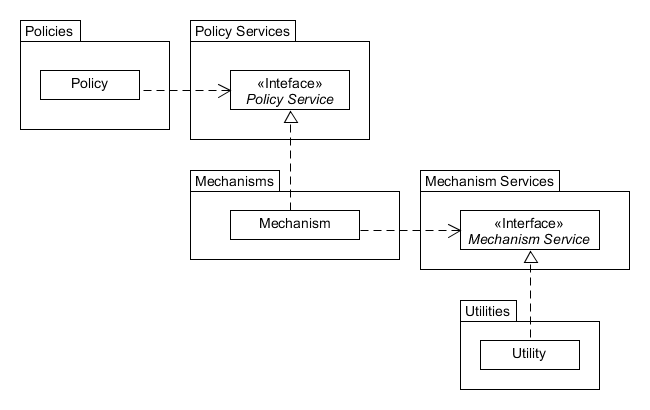 Policies
Policy Services
Policy
«Inteface»
Policy Service
Mechanisms
Mechanism Services
Mechanism
«Interface»
Mechanism Service
Utilities
Utility